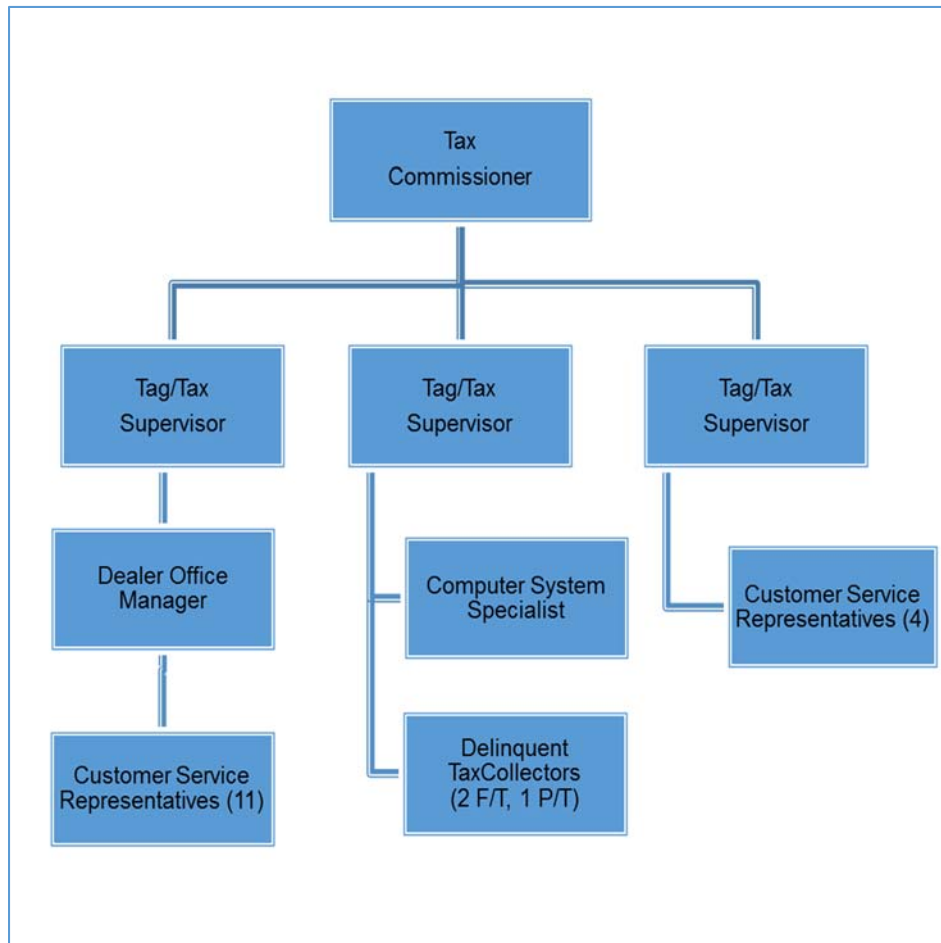 Tax
Commissioner
Tag/Tax
Supervisor
Tag/Tax
Supervisor
Tag/Tax
Supervisor
Dealer Office
Manager
Computer System
Specialist
Customer Service
Representatives (4)
Customer Service
Representatives (11)
Delinquent
TaxCollectors
(2 F/T, 1 P/T)